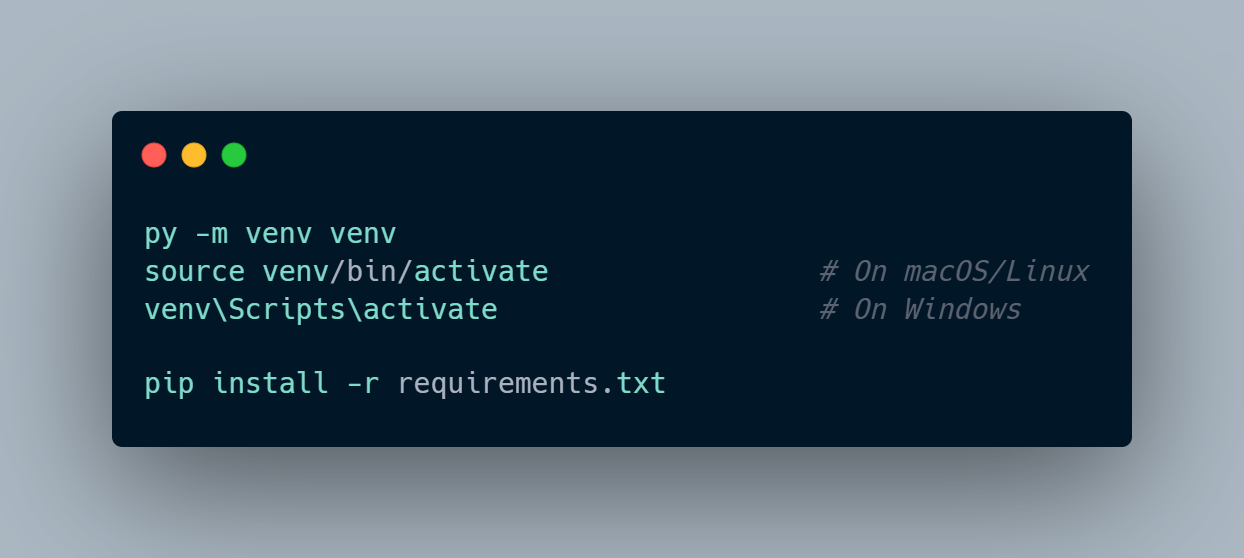 py -m venv venv
source venv/bin/activate                # On macOS/Linux
venv\Scripts\activate                   # On Windows
pip install -r requirements.txt